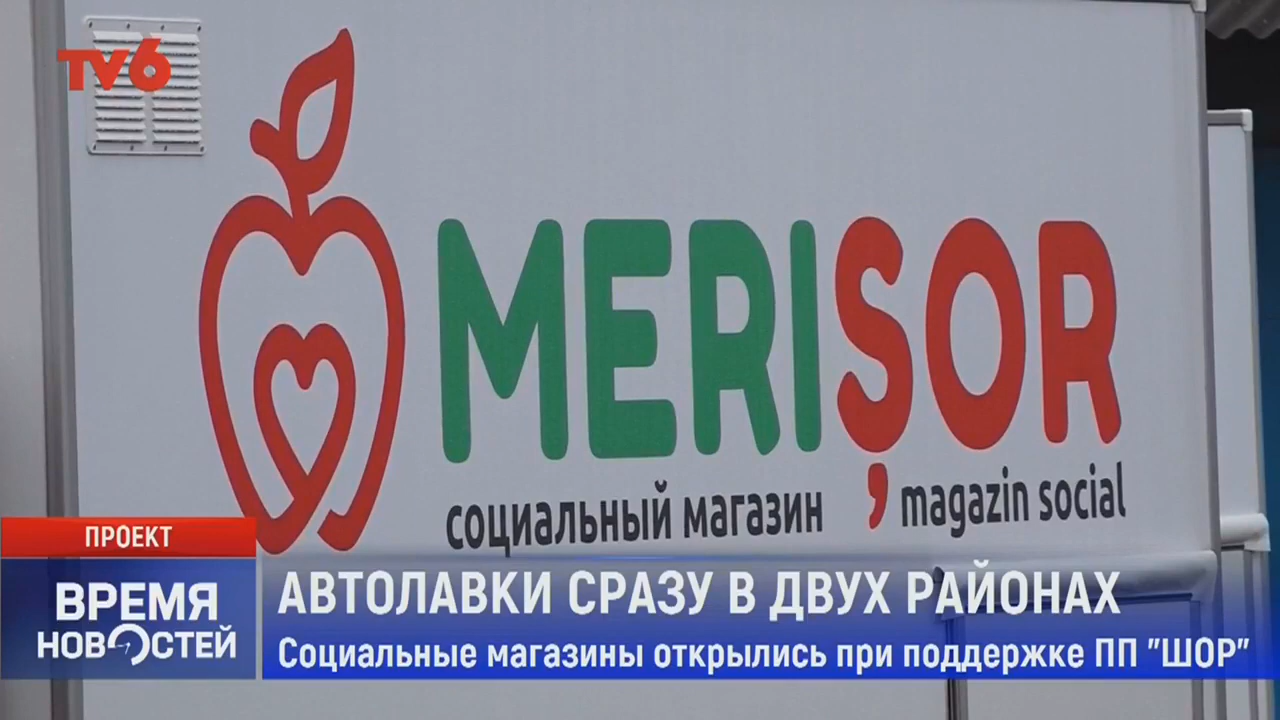 TV6
MERIȘOR
социальный магазин
magazin social
ПРОЕКТ
ВРЕМЯ
НОВОСТЕЙ
АВТОЛАВКИ СРАЗУ В ДВУХ РАЙОНАХ
Социальные магазины открылись при поддержке ПП "ШОР"